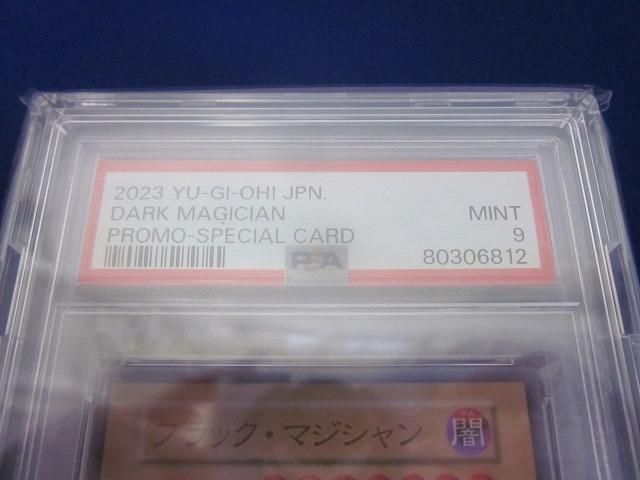 2023 YU-GI-OH! JPN.
DARK MAGICIAN MINT
PROMO-SPECIAL CARD 9
PSA 80306812
ブラック・マジシャン 闇